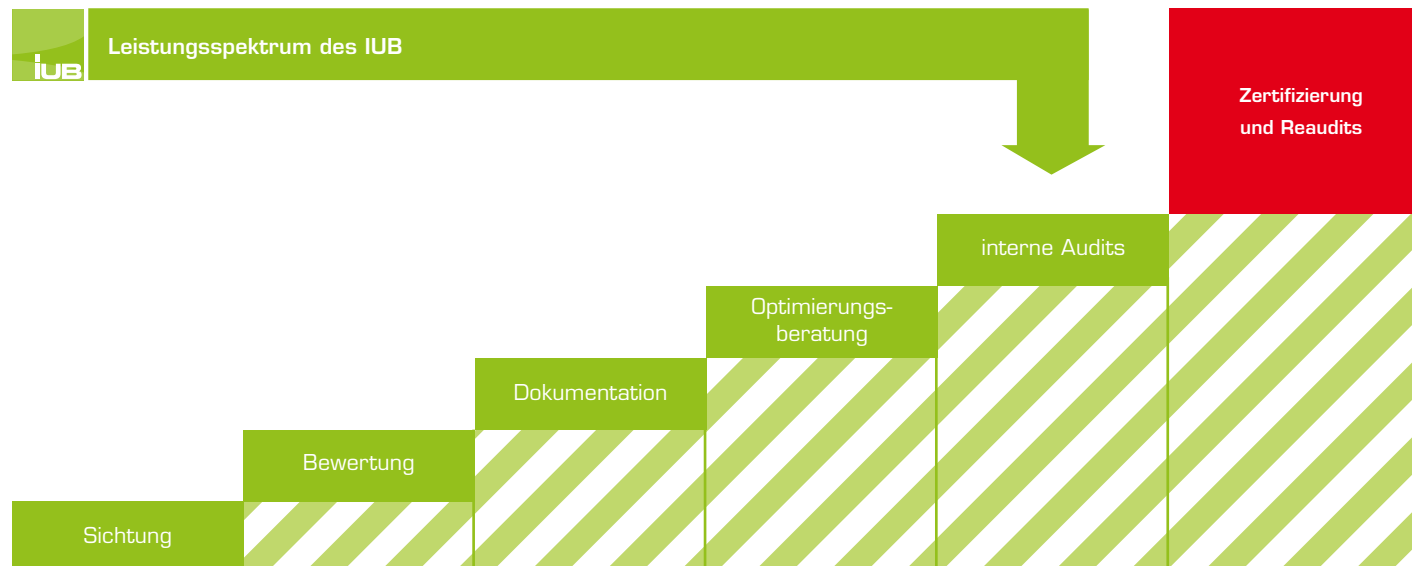 Leistungsspektrum des IUB
iUB
Zertifizierung
und Reaudits
interne Audits
Optimierungs-
beratung
Dokumentation
Bewertung
Sichtung